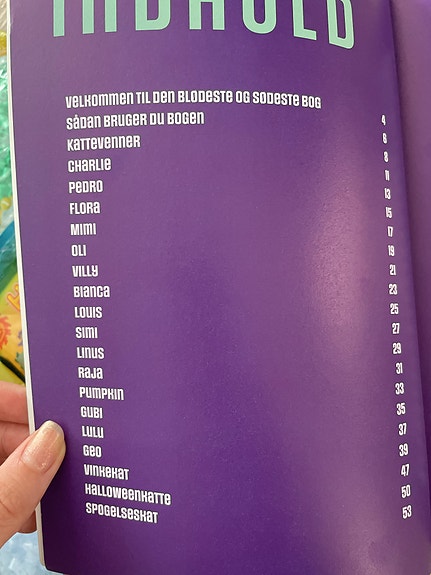 INDHOLD
VELKOMMEN TIL DEN BLØDESTE OG SØDESTE BOG 4
SÅDAN BRUGER DU BOGEN 6
KATTEVENNER 8
CHARLIE 11
PEDRO 13
FLORA 15
MIMI 17
OLI 19
VILLY 21
BIANCA 23
LOUIS 25
SIMI 27
LINUS 29
RAJA 31
PUMPKIN 33
GUBI 35
LULU 37
GEO 39
VINKEKAT 47
HALLOWEENKATTE 50
SPØGELSESKAT 53